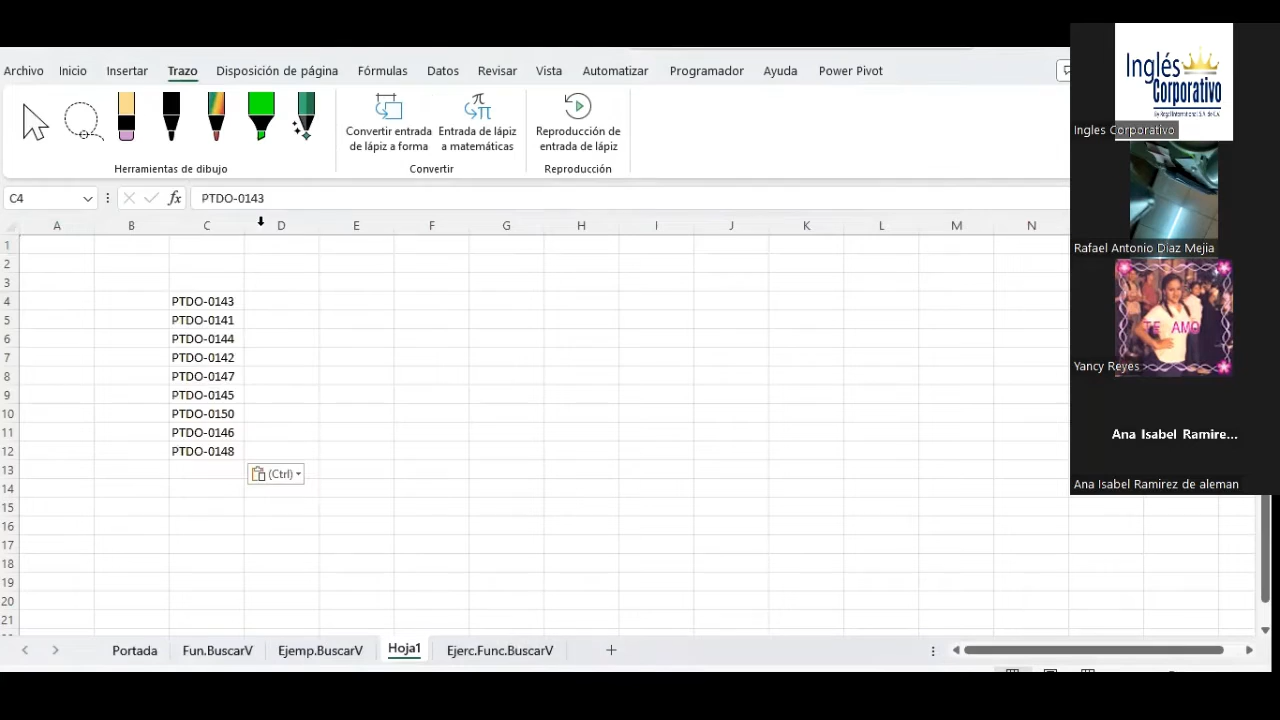 Archivo Inicio Insertar Trazo Disposición de página Fórmulas Datos Revisar Vista Automatizar Programador Ayuda Power Pivot
Convertir entrada de lápiz a forma
Entrada de lápiz a matemáticas
Reproducción de entrada de lápiz
Herramientas de dibujo Convertir Reproducción
C4 fx PTDO-0143
A B C D E F G H I J K L M N
1
2
3
4 PTDO-0143
5 PTDO-0141
6 PTDO-0144
7 PTDO-0142
8 PTDO-0147
9 PTDO-0145
10 PTDO-0150
11 PTDO-0146
12 PTDO-0148
13 (Ctrl)
14
15
16
17
18
19
20
21
Portada Fun.BuscarV Ejemp.BuscarV Hoja1 Ejerc.Func.BuscarV
Inglés
Corporativo
Ingles Corporativo
Rafael Antonio Diaz Mejia
TE AMO
Yancy Reyes
Ana Isabel Ramire...
Ana Isabel Ramirez de aleman